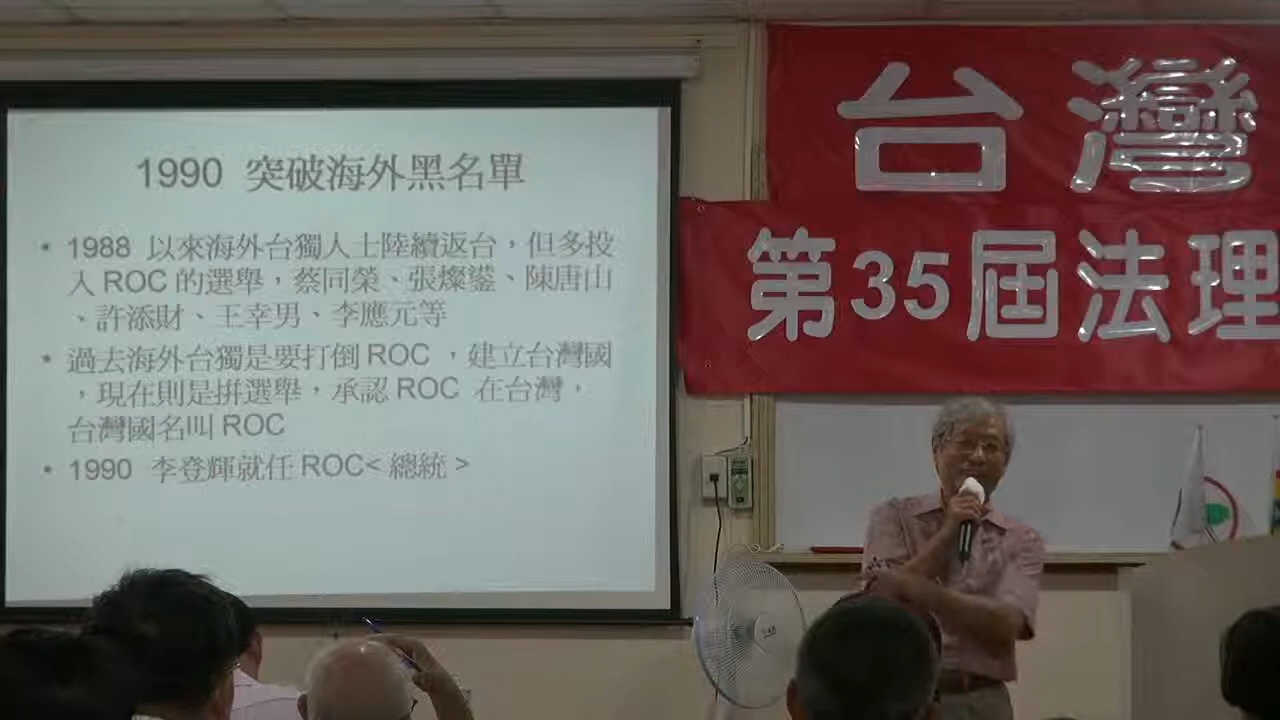 1990 突破海外黑名單
• 1988 以來海外台獨人士陸續返台，但多投
入 ROC 的選舉，蔡同榮、張燦鍙、陳唐山
、許添財、王幸男、李應元等
• 過去海外台獨是要打倒 ROC ，建立台灣國
，現在則是拚選舉，承認 ROC 在台灣，
台灣國名叫 ROC
• 1990 李登輝就任 ROC< 總統 >
台灣
第35屆法理